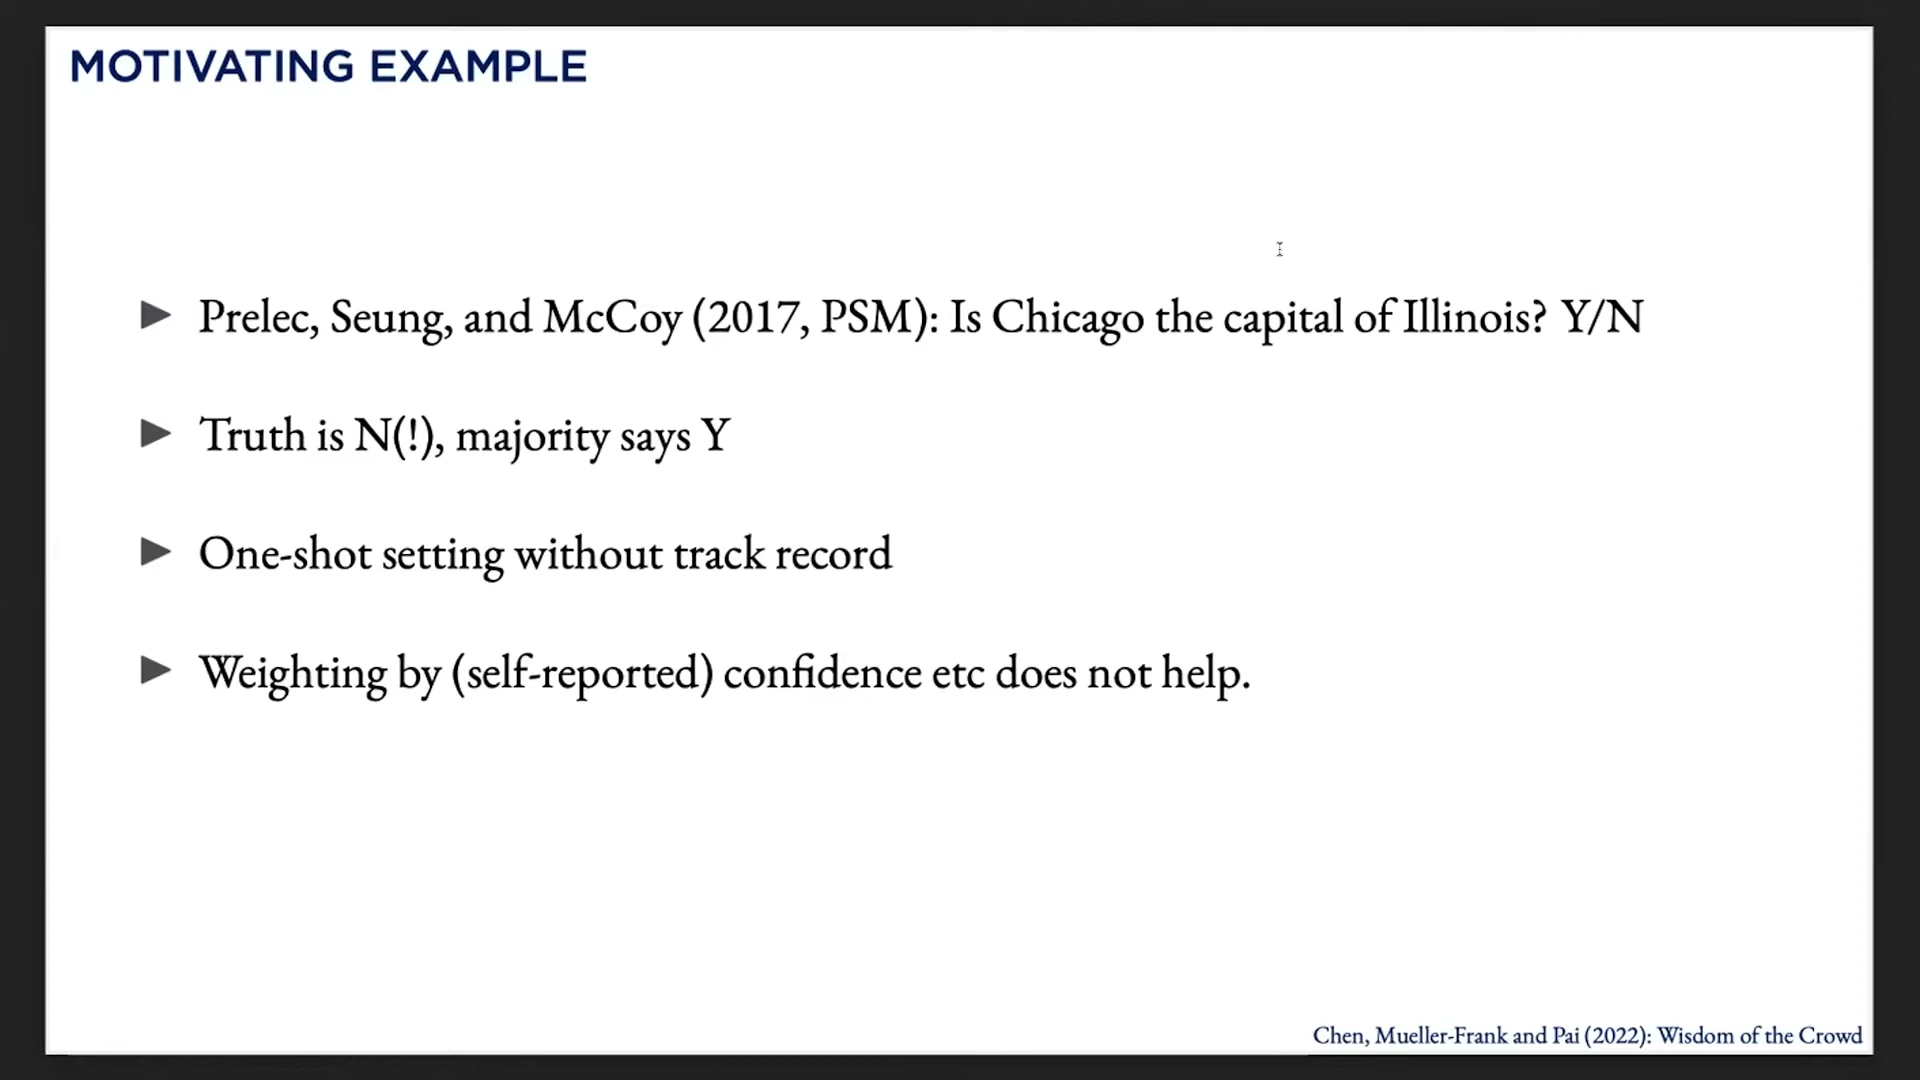 MOTIVATING EXAMPLE
Prelec, Seung, and McCoy (2017, PSM): Is Chicago the capital of Illinois? Y/N
Truth is N(!), majority says Y
One-shot setting without track record
Weighting by (self-reported) confidence etc does not help.
Chen, Mueller-Frank and Pai (2022): Wisdom of the Crowd